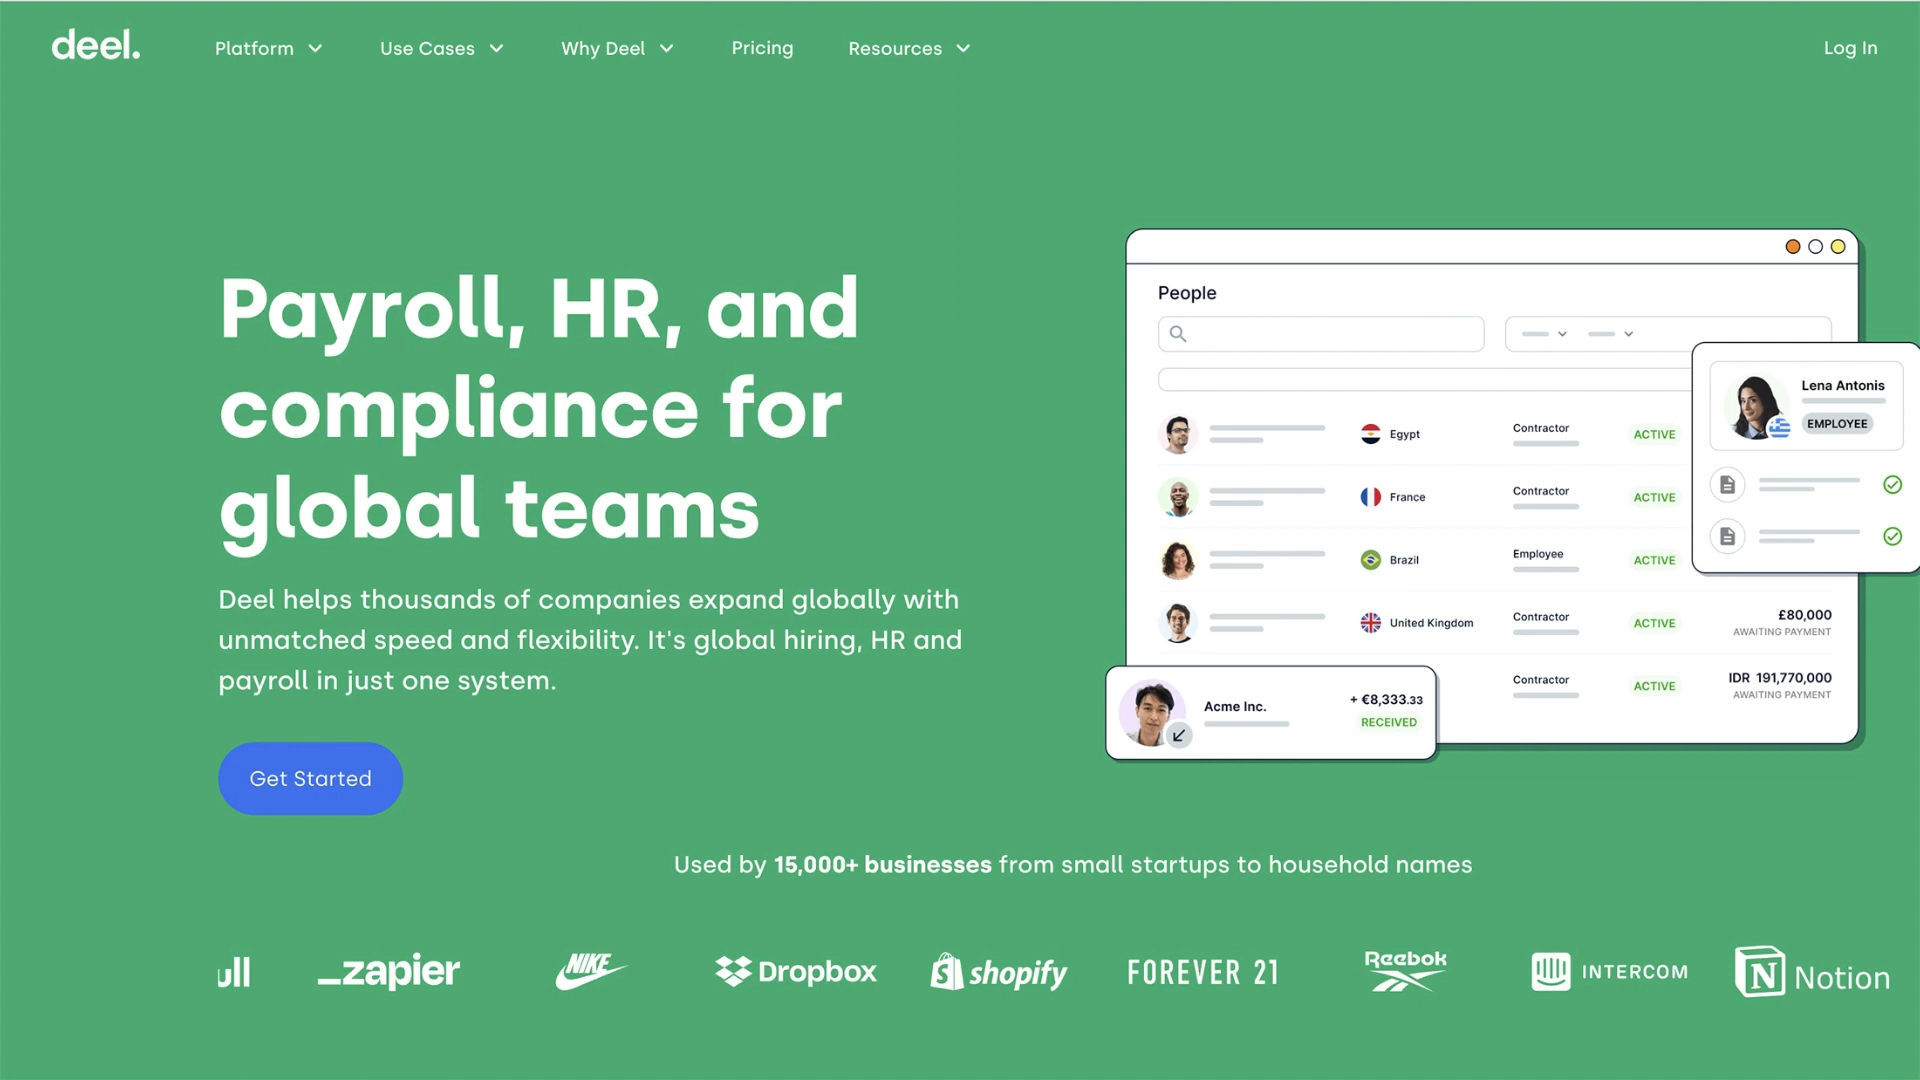 deel.
Platform
Use Cases
Why Deel
Pricing
Resources
Log In
Payroll, HR, and
compliance for
global teams
Deel helps thousands of companies expand globally with
unmatched speed and flexibility. It's global hiring, HR and
payroll in just one system.
Get Started
People
Egypt
Contractor
ACTIVE
France
Contractor
ACTIVE
Brazil
Employee
ACTIVE
United Kingdom
Contractor
ACTIVE
£80,000
AWAITING PAYMENT
Contractor
ACTIVE
IDR 191,770,000
AWAITING PAYMENT
Lena Antonis
EMPLOYEE
Acme Inc.
+ €8,333.33
RECEIVED
Used by 15,000+ businesses from small startups to household names
_zapier
NIKE
Dropbox
shopify
FOREVER 21
Reebok
INTERCOM
Notion